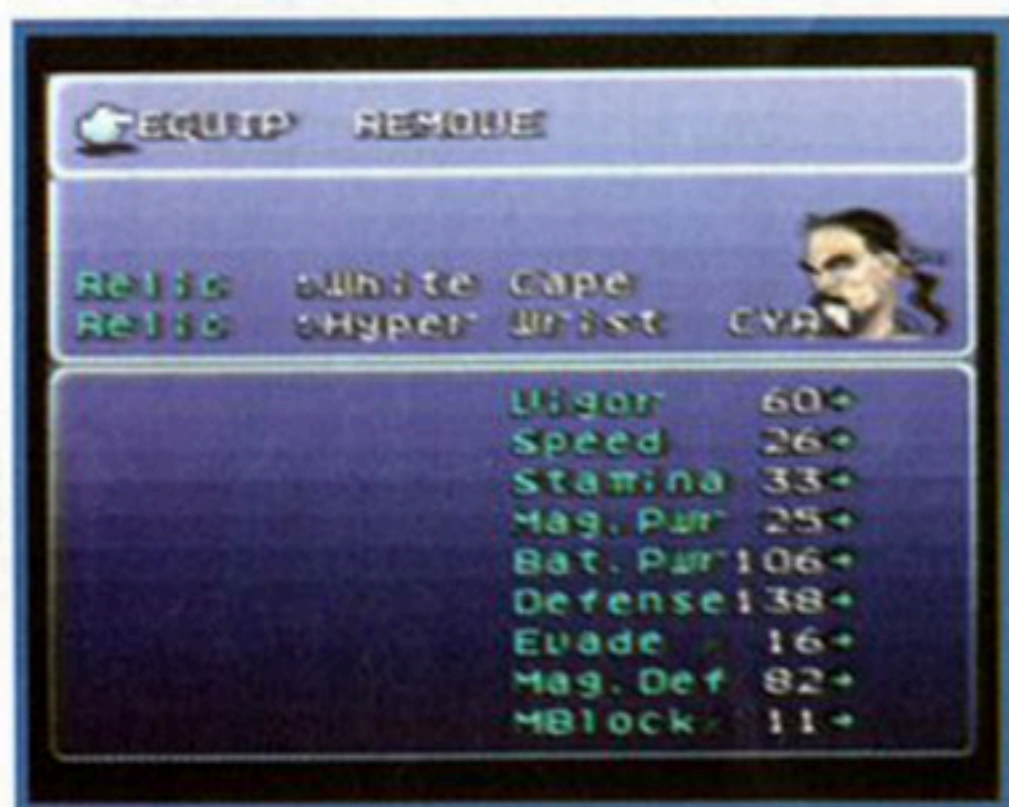 EQUIP REMOVE
Relic :White Cape
Relic :Hyper Wrist CYAN
Vigor 60→
Speed 26→
Stamina 33→
Mag.Pwr 25→
Bat.Pwr 106→
Defense 138→
Evade 16→
Mag.Def 82→
MBlock 11→